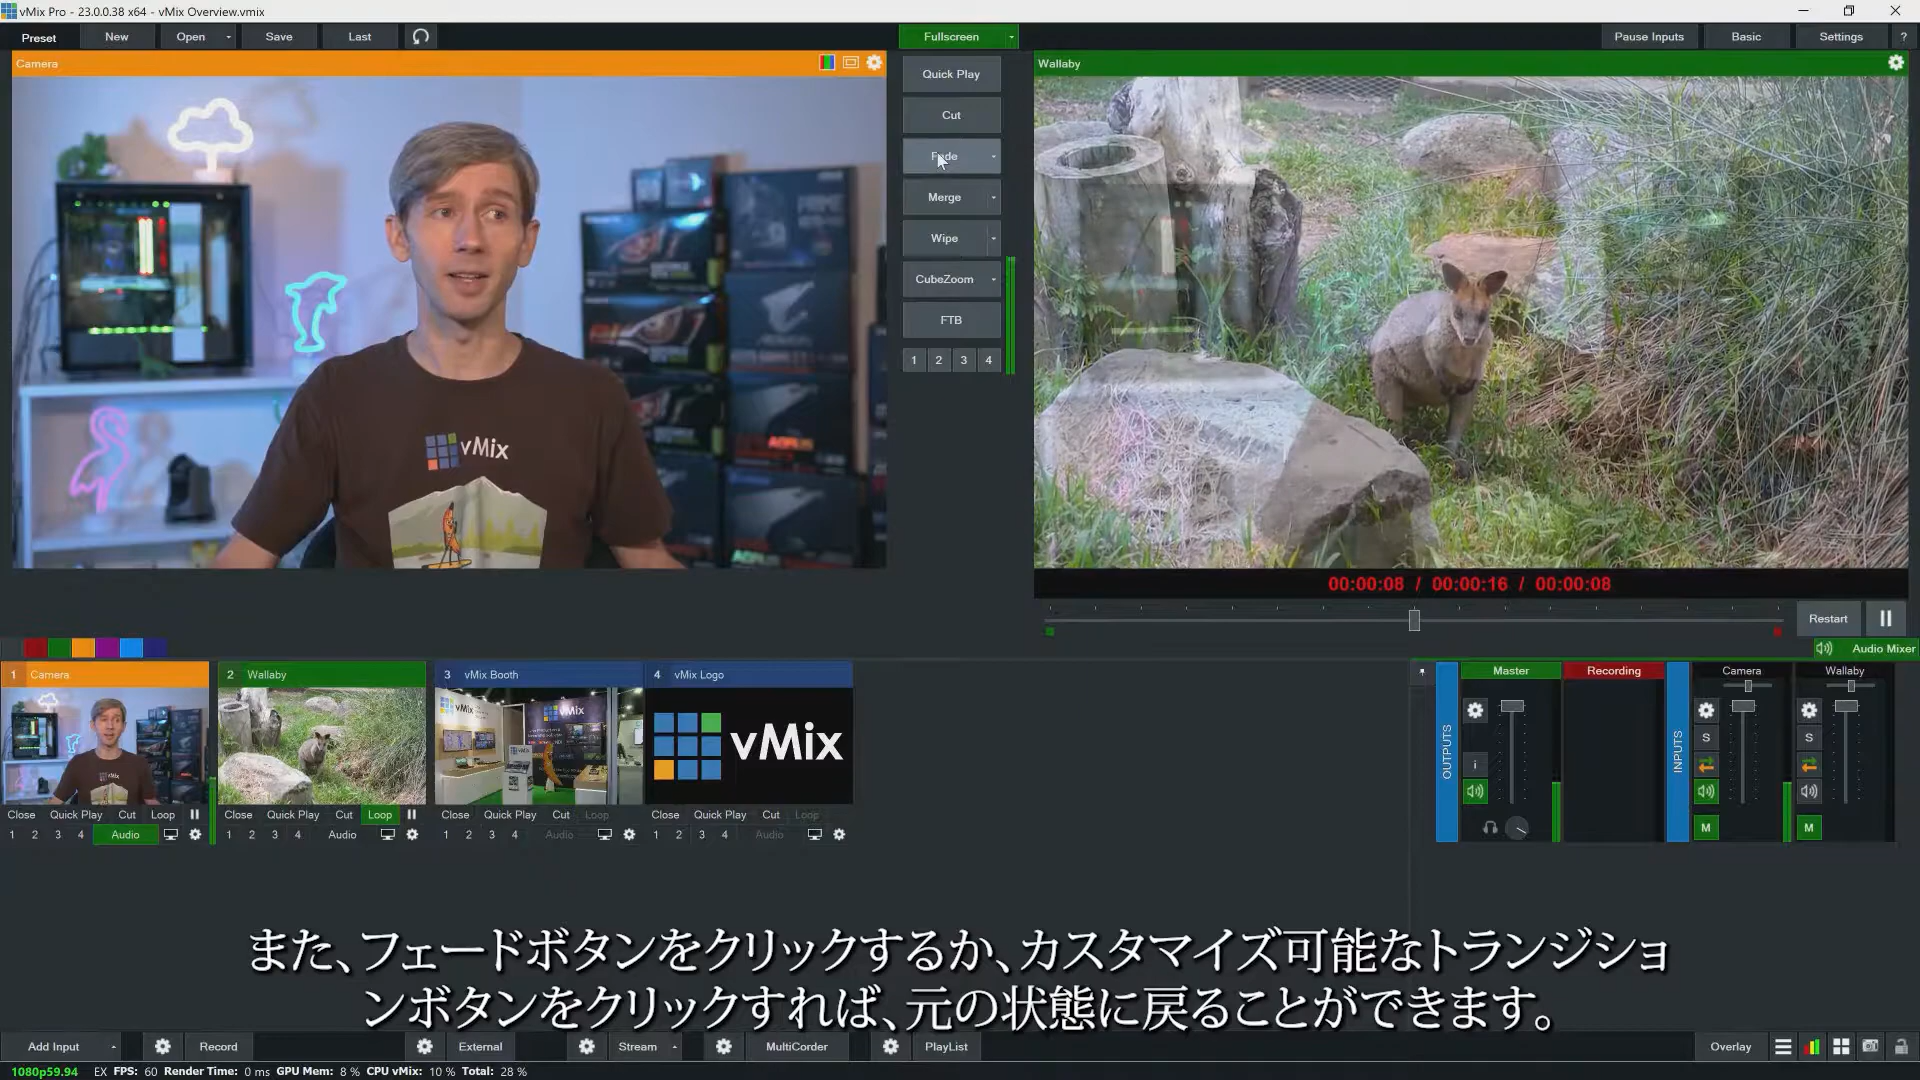 vMix Pro - 23.0.0.38 x64 - vMix Overview.vmix
Preset New Open Save Last Fullscreen Pause Inputs Basic Settings ?
Camera
Quick Play
Cut
Fade
Merge
Wipe
CubeZoom
FTB
1 2 3 4
Wallaby
vMix
00:00:08 / 00:00:16 / 00:00:08
Restart
Audio Mixer
1 Camera
Close Quick Play Cut Loop
1 2 3 4 Audio
2 Wallaby
Close Quick Play Cut Loop
1 2 3 4 Audio
3 vMix Booth
vMix
vMix
Close Quick Play Cut Loop
1 2 3 4 Audio
4 vMix Logo
vMix
Close Quick Play Cut Loop
1 2 3 4 Audio
OUTPUTS
Master
i
Recording
INPUTS
Camera
S
M
Wallaby
S
M
また、フェードボタンをクリックするか、カスタマイズ可能なトランジショ
ンボタンをクリックすれば、元の状態に戻ることができます。
Add Input Record External Stream MultiCorder PlayList Overlay
1080p59.94 EX FPS: 60 Render Time: 0 ms GPU Mem: 8 % CPU vMix: 10 % Total: 28 %